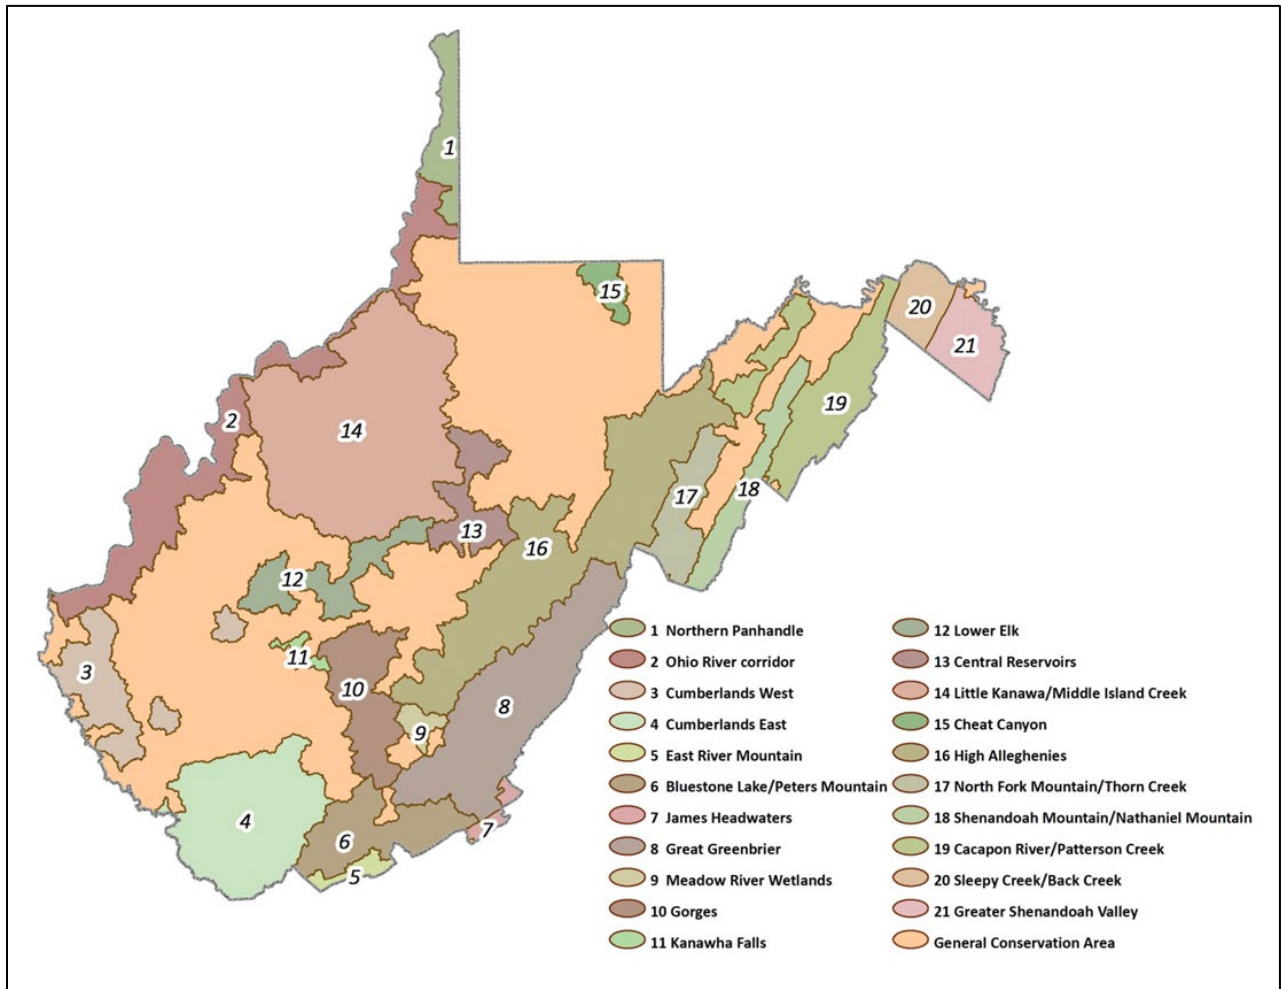 1
15
20
21
19
2
14
18
17
13
16
12
11
3
10
8
9
4
7
6
5
1 Northern Panhandle
2 Ohio River corridor
3 Cumberlands West
4 Cumberlands East
5 East River Mountain
6 Bluestone Lake/Peters Mountain
7 James Headwaters
8 Great Greenbrier
9 Meadow River Wetlands
10 Gorges
11 Kanawha Falls
12 Lower Elk
13 Central Reservoirs
14 Little Kanawa/Middle Island Creek
15 Cheat Canyon
16 High Alleghenies
17 North Fork Mountain/Thorn Creek
18 Shenandoah Mountain/Nathaniel Mountain
19 Cacapon River/Patterson Creek
20 Sleepy Creek/Back Creek
21 Greater Shenandoah Valley
General Conservation Area